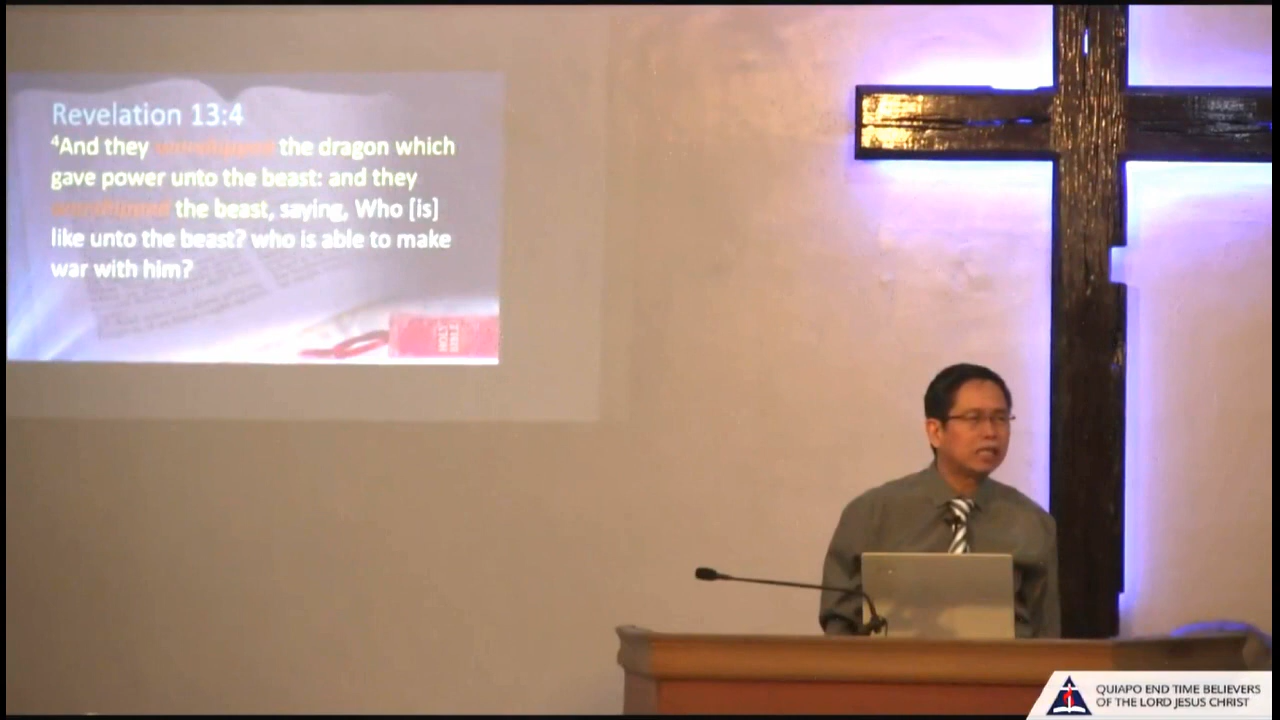 Revelation 13:4
⁴And they worshipped the dragon which
gave power unto the beast: and they
worshipped the beast, saying, Who [is]
like unto the beast? who is able to make
war with him?
HOLY
BIBLE
QUIAPO END TIME BELIEVERS
OF THE LORD JESUS CHRIST